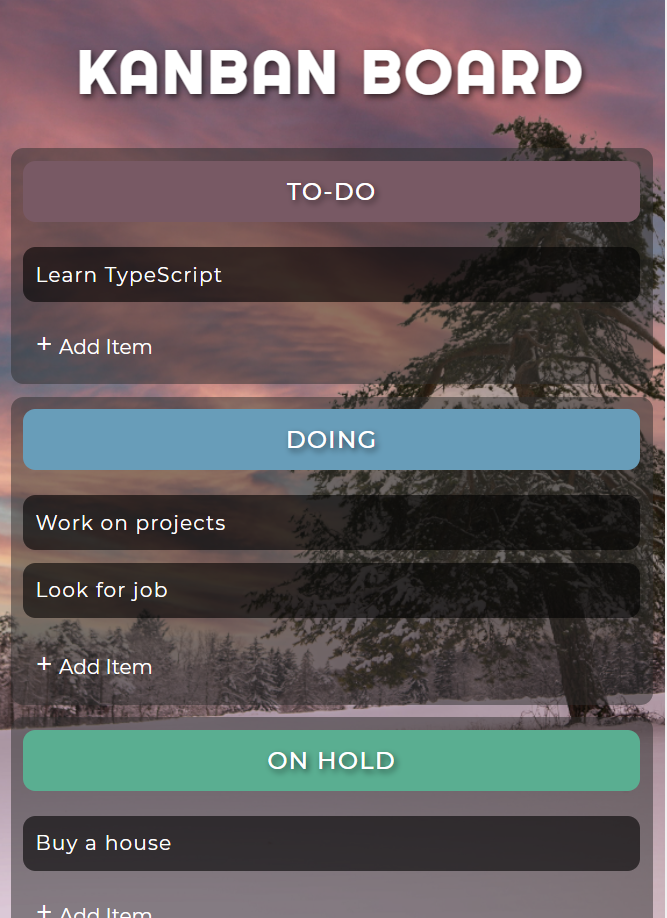 KANBAN BOARD
TO-DO
Learn TypeScript
+ Add Item
DOING
Work on projects
Look for job
+ Add Item
ON HOLD
Buy a house
+ Add Item